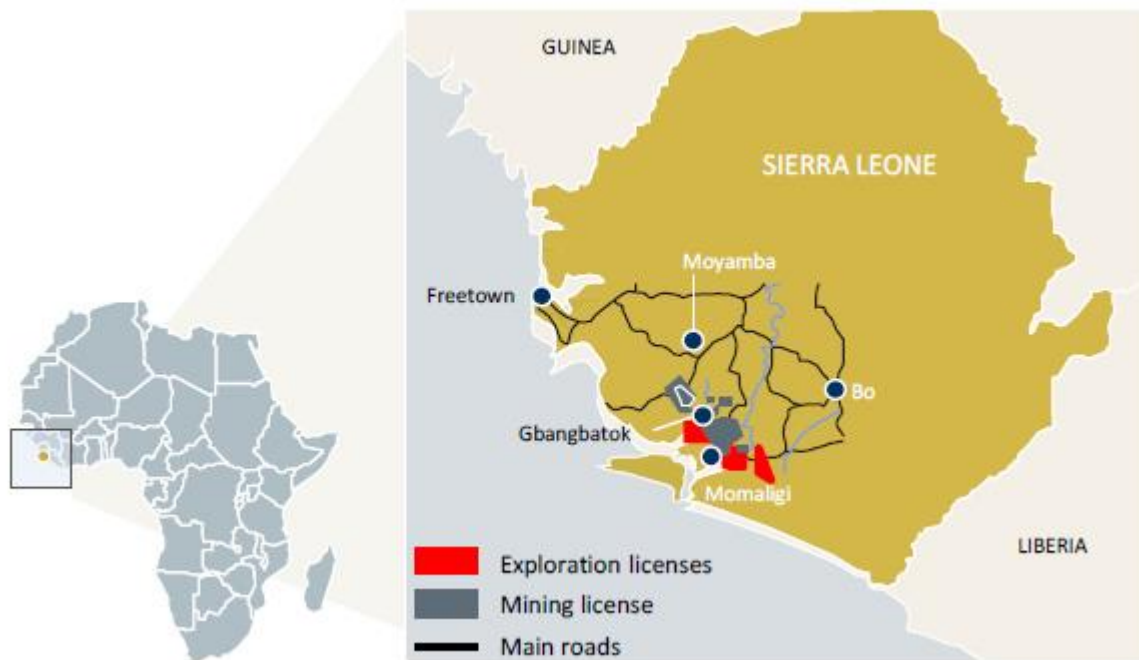 GUINEA
SIERRA LEONE
Moyamba
Freetown
Bo
Gbangbatok
Momaligi
LIBERIA
Exploration licenses
Mining license
Main roads